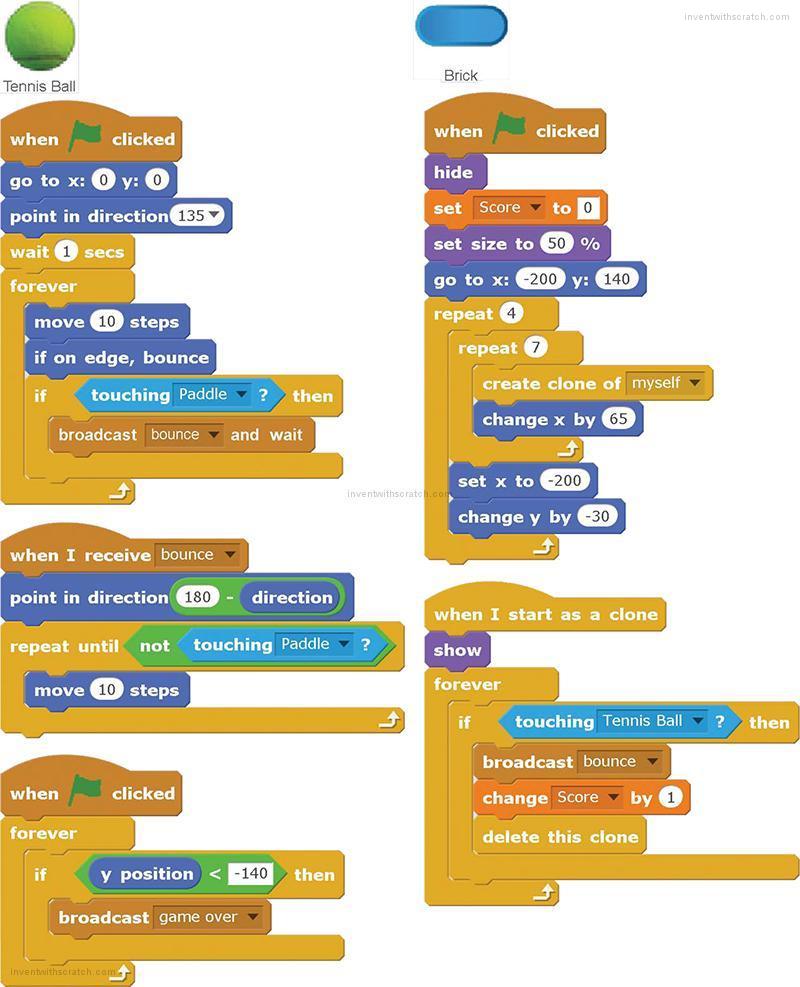 Tennis Ball
when clicked
go to x: 0 y: 0
point in direction 135
wait 1 secs
forever
move 10 steps
if on edge, bounce
if touching Paddle ? then
broadcast bounce and wait
when I receive bounce
point in direction 180 - direction
repeat until not touching Paddle ?
move 10 steps
when clicked
forever
if y position < -140 then
broadcast game over
inventwithscratch.com
inventwithscratch.com
Brick
when clicked
hide
set Score to 0
set size to 50 %
go to x: -200 y: 140
repeat 4
repeat 7
create clone of myself
change x by 65
set x to -200
change y by -30
inventwithscratch.com
when I start as a clone
show
forever
if touching Tennis Ball ? then
broadcast bounce
change Score by 1
delete this clone